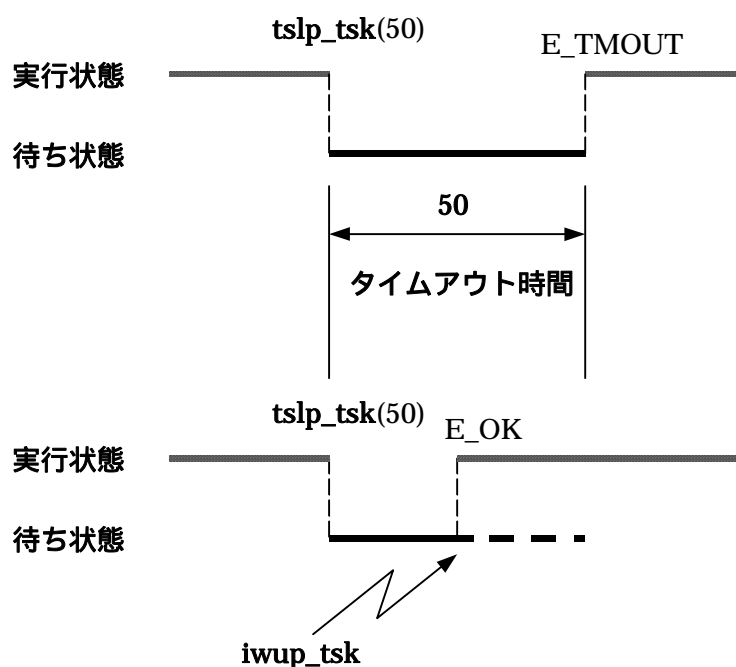 tslp_tsk(50)
E_TMOUT
実行状態
待ち状態
50
タイムアウト時間
tslp_tsk(50)
E_OK
実行状態
待ち状態
iwup_tsk